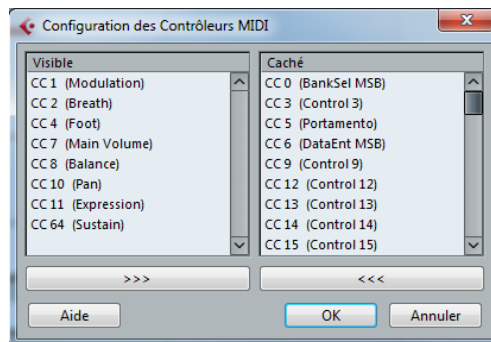 Configuration des Contrôleurs MIDI
Visible
CC 1 (Modulation)
CC 2 (Breath)
CC 4 (Foot)
CC 7 (Main Volume)
CC 8 (Balance)
CC 10 (Pan)
CC 11 (Expression)
CC 64 (Sustain)
>>>
Caché
CC 0 (BankSel MSB)
CC 3 (Control 3)
CC 5 (Portamento)
CC 6 (DataEnt MSB)
CC 9 (Control 9)
CC 12 (Control 12)
CC 13 (Control 13)
CC 14 (Control 14)
CC 15 (Control 15)
<<<
Aide
OK
Annuler